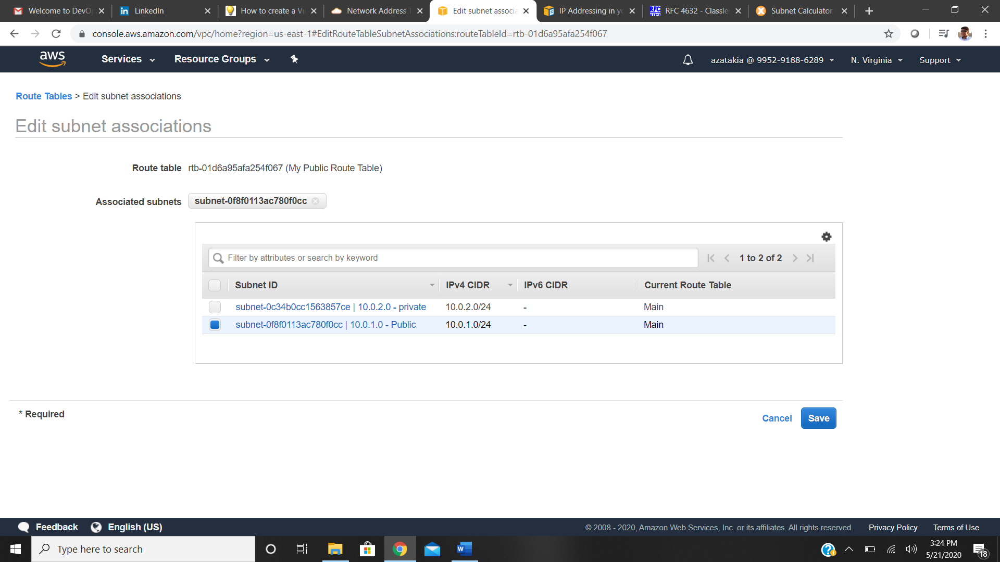 Welcome to DevO
LinkedIn
How to create a Vi
Network Address T
Edit subnet associa
IP Addressing in yo
RFC 4632 - Classle
Subnet Calculator
console.aws.amazon.com/vpc/home?region=us-east-1#EditRouteTableSubnetAssociations:routeTableId=rtb-01d6a95afa254f067
aws
Services
Resource Groups
azatakia @ 9952-9188-6289
N. Virginia
Support
Route Tables > Edit subnet associations
Edit subnet associations
Route table rtb-01d6a95afa254f067 (My Public Route Table)
Associated subnets subnet-0f8f0113ac780f0cc
Filter by attributes or search by keyword
1 to 2 of 2
Subnet ID IPv4 CIDR IPv6 CIDR Current Route Table
subnet-0c34b0cc1563857ce | 10.0.2.0 - private 10.0.2.0/24 - Main
subnet-0f8f0113ac780f0cc | 10.0.1.0 - Public 10.0.1.0/24 - Main
* Required
Cancel
Save
Feedback
English (US)
© 2008 - 2020, Amazon Web Services, Inc. or its affiliates. All rights reserved.
Privacy Policy
Terms of Use
Type here to search
3:24 PM
5/21/2020
18